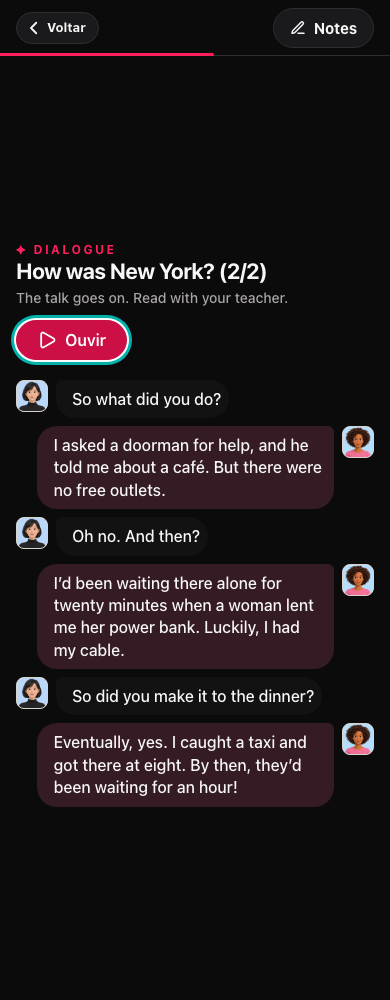 Voltar
Notes
DIALOGUE
How was New York? (2/2)
The talk goes on. Read with your teacher.
Ouvir
So what did you do?
I asked a doorman for help, and he
told me about a café. But there were
no free outlets.
Oh no. And then?
I’d been waiting there alone for
twenty minutes when a woman lent
me her power bank. Luckily, I had
my cable.
So did you make it to the dinner?
Eventually, yes. I caught a taxi and
got there at eight. By then, they’d
been waiting for an hour!